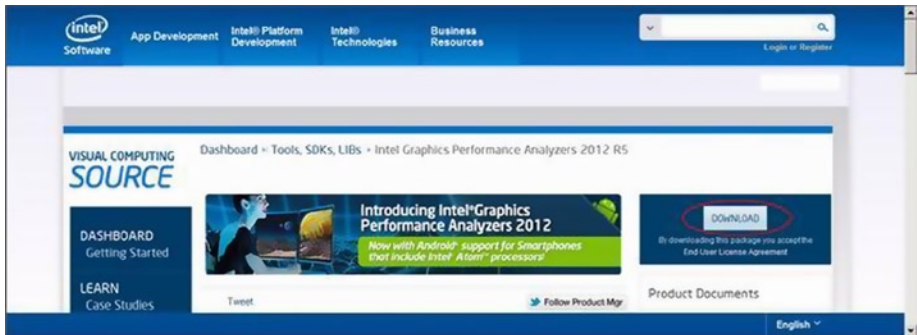 intel
Software
App Development
Intel® Platform
Development
Intel®
Technologies
Business
Resources
Login or Register
VISUAL COMPUTING
SOURCE
Dashboard » Tools, SDKs, LIBs » Intel Graphics Performance Analyzers 2012 R5
DASHBOARD
Getting Started
LEARN
Case Studies
Introducing Intel® Graphics
Performance Analyzers 2012
Now with Android* support for Smartphones
that include Intel® Atom™ processors!
Tweet
Follow Product Mgr
DOWNLOAD
By downloading this package you accept the
End User License Agreement
Product Documents
English